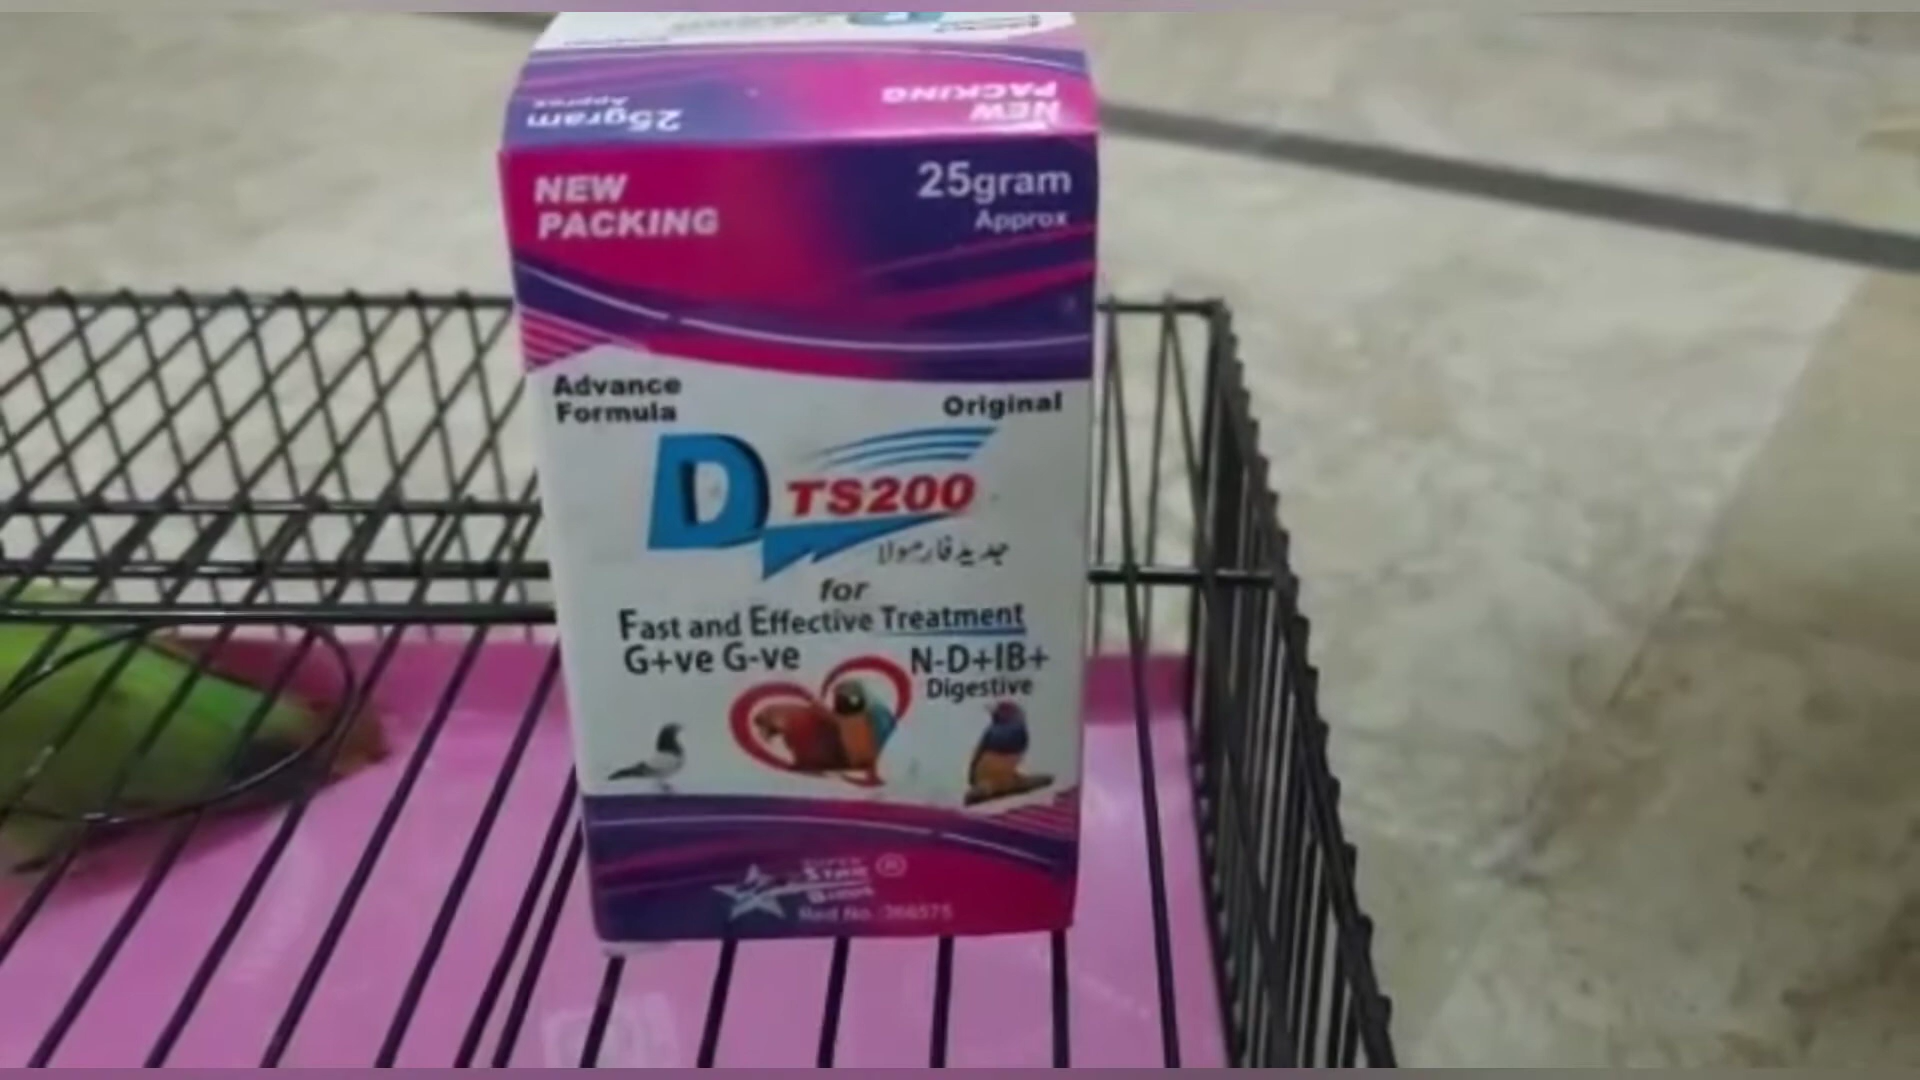 25gram
Approx
NEW
PACKING
NEW
PACKING
25gram
Approx
Advance
Formula
Original
D TS200
جدید فارمولا
for
Fast and Effective Treatment
G+ve G-ve
N-D+IB+
Digestive
STAR
®